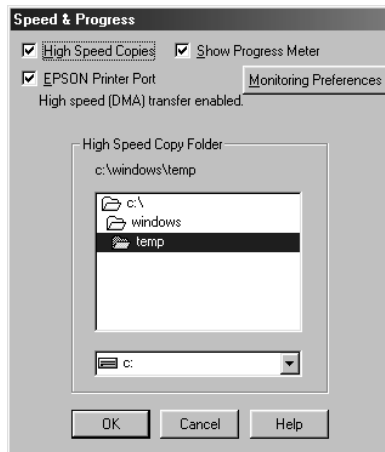 Speed & Progress
High Speed Copies Show Progress Meter
EPSON Printer Port Monitoring Preferences
High speed (DMA) transfer enabled.
High Speed Copy Folder
c:\windows\temp
c:\
windows
temp
c:
OK Cancel Help